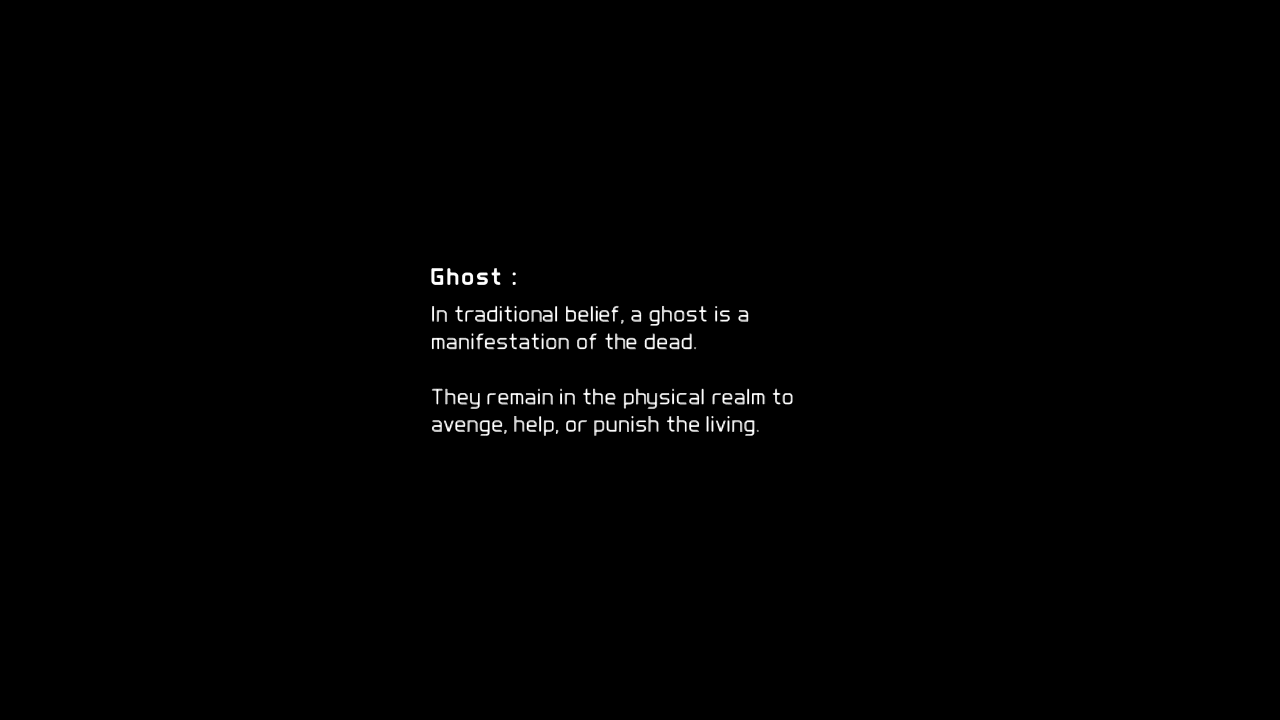 Ghost :
In traditional belief, a ghost is a
manifestation of the dead.
They remain in the physical realm to
avenge, help, or punish the living.